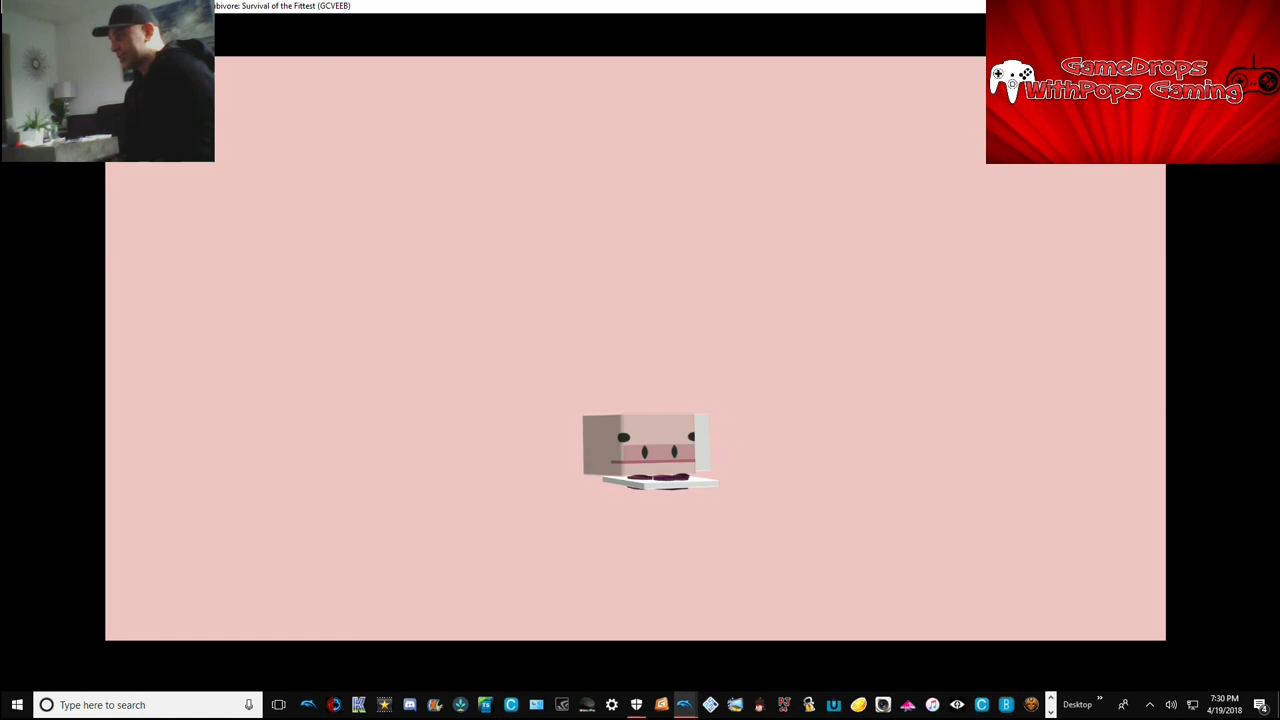 ubivore: Survival of the Fittest (GCVEEB)
GameDrops
WithPops Gaming
Type here to search
Desktop
7:30 PM
4/19/2018